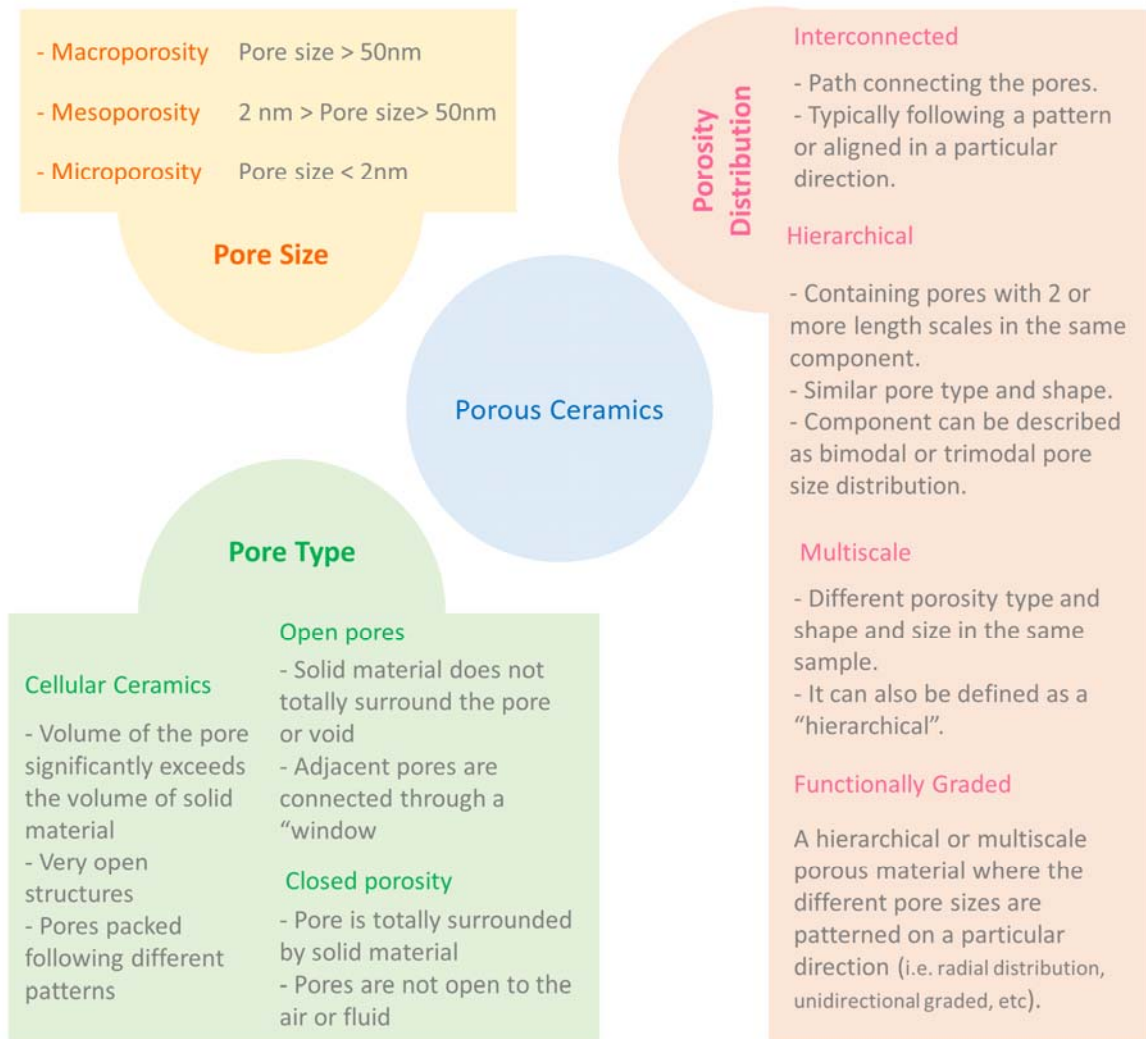 - Macroporosity Pore size > 50nm
- Mesoporosity 2 nm > Pore size> 50nm
- Microporosity Pore size < 2nm
Pore Size
Porous Ceramics
Pore Type
Cellular Ceramics
- Volume of the pore
significantly exceeds
the volume of solid
material
- Very open
structures
- Pores packed
following different
patterns
Open pores
- Solid material does not
totally surround the pore
or void
- Adjacent pores are
connected through a
“window
Closed porosity
- Pore is totally surrounded
by solid material
- Pores are not open to the
air or fluid
Porosity
Distribution
Interconnected
- Path connecting the pores.
- Typically following a pattern
or aligned in a particular
direction.
Hierarchical
- Containing pores with 2 or
more length scales in the same
component.
- Similar pore type and shape.
- Component can be described
as bimodal or trimodal pore
size distribution.
Multiscale
- Different porosity type and
shape and size in the same
sample.
- It can also be defined as a
“hierarchical”.
Functionally Graded
A hierarchical or multiscale
porous material where the
different pore sizes are
patterned on a particular
direction (i.e. radial distribution,
unidirectional graded, etc).